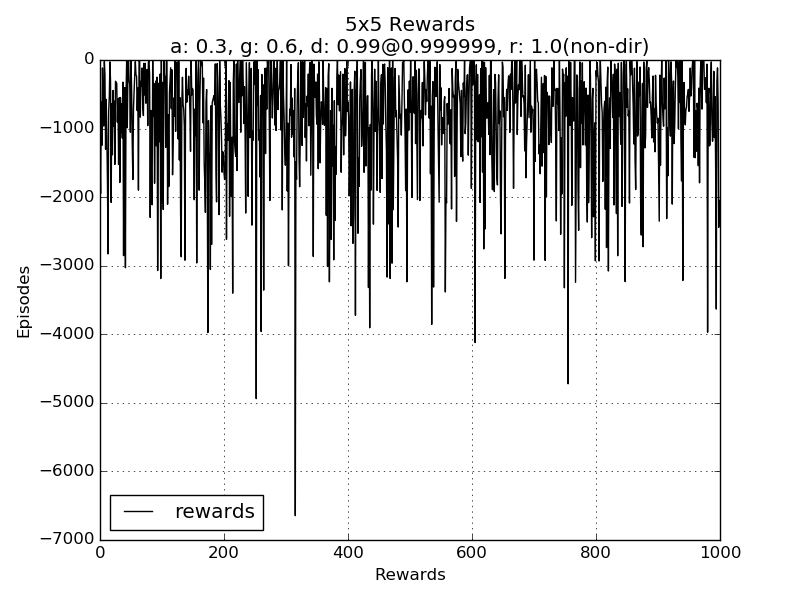 5x5 Rewards
a: 0.3, g: 0.6, d: 0.99@0.999999, r: 1.0(non-dir)
0
−1000
−2000
−3000
−4000
−5000
−6000
−7000
Episodes
rewards
0 200 400 600 800 1000
Rewards